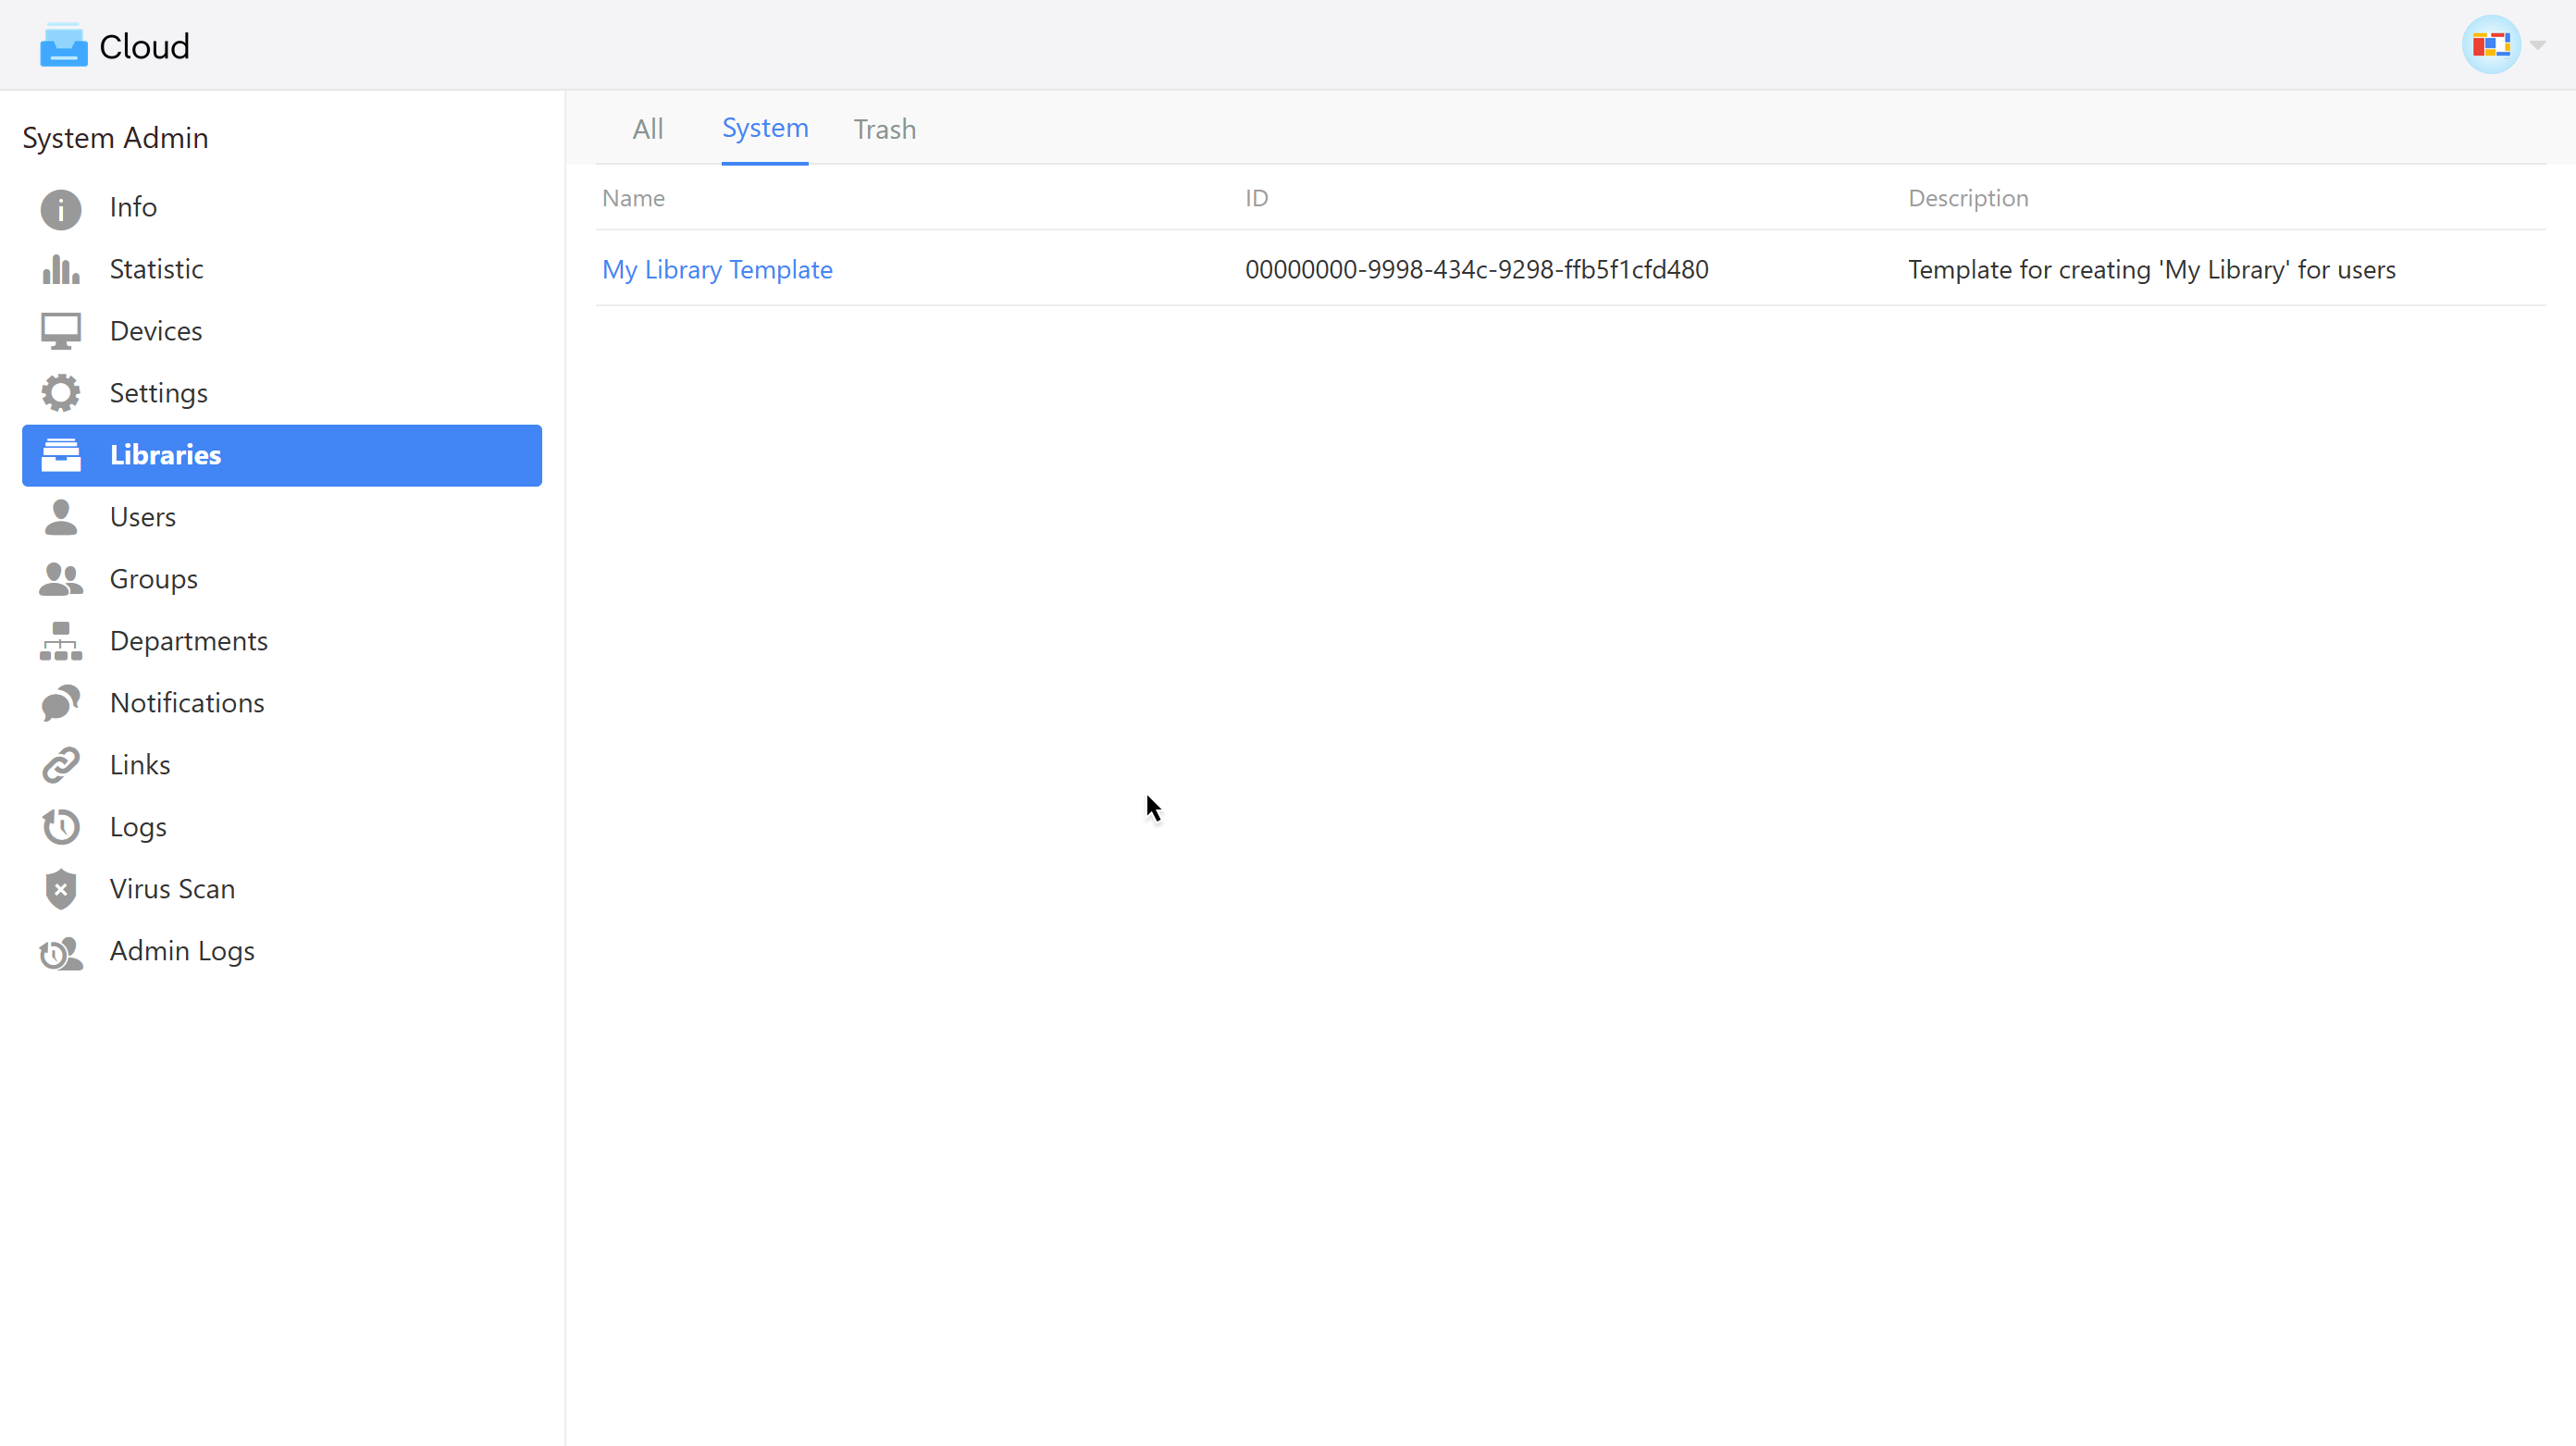 Cloud
System Admin
Info
Statistic
Devices
Settings
Libraries
Users
Groups
Departments
Notifications
Links
Logs
Virus Scan
Admin Logs
All System Trash
Name ID Description
My Library Template 00000000-9998-434c-9298-ffb5f1cfd480 Template for creating 'My Library' for users